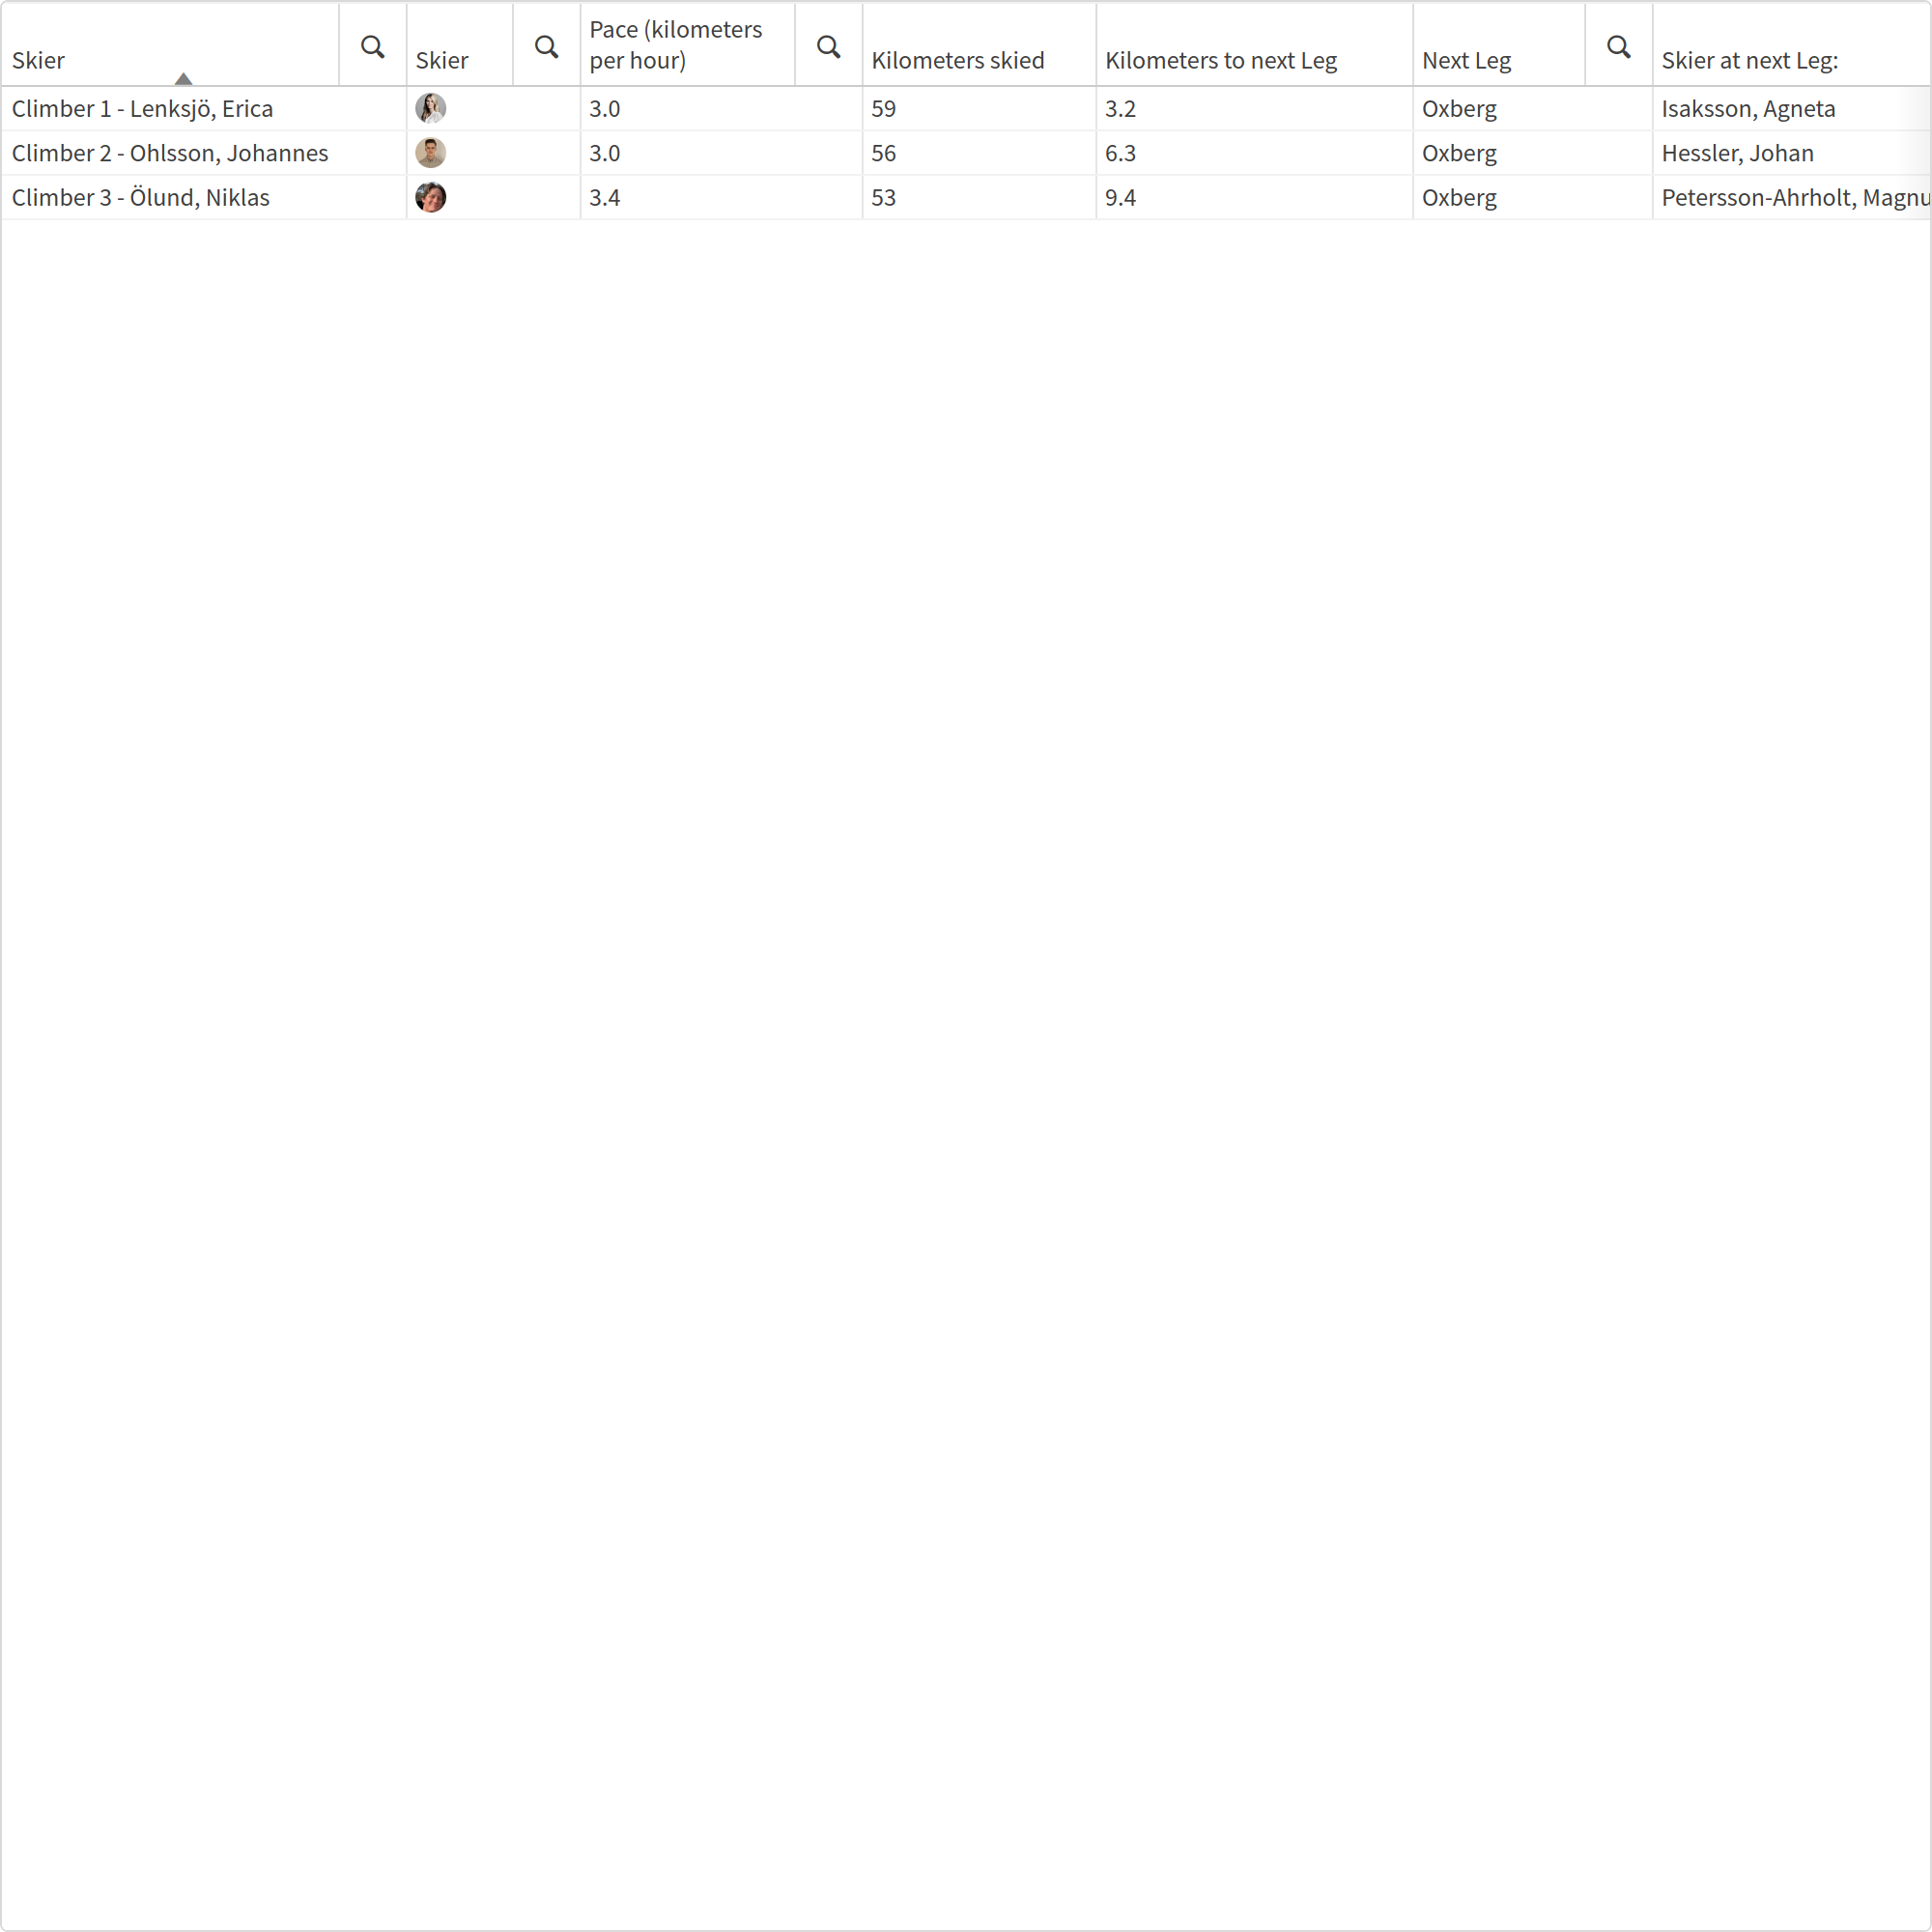 Skier
Skier
Pace (kilometers
per hour)
Kilometers skied
Kilometers to next Leg
Next Leg
Skier at next Leg:
Climber 1 - Lenksjö, Erica 3.0 59 3.2 Oxberg Isaksson, Agneta
Climber 2 - Ohlsson, Johannes 3.0 56 6.3 Oxberg Hessler, Johan
Climber 3 - Ölund, Niklas 3.4 53 9.4 Oxberg Petersson-Ahrholt, Magnu